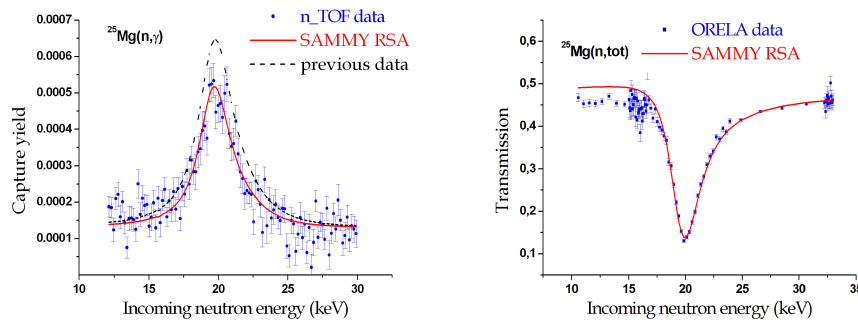 25Mg(n,γ)
n_TOF data
SAMMY RSA
previous data
Capture yield
0.0007
0.0006
0.0005
0.0004
0.0003
0.0002
0.0001
10 15 20 25 30
Incoming neutron energy (keV)
ORELA data
25Mg(n,tot)
SAMMY RSA
Transmission
0,6
0,5
0,4
0,3
0,2
0,1
10 15 20 25 30 35
Incoming neutron energy (keV)